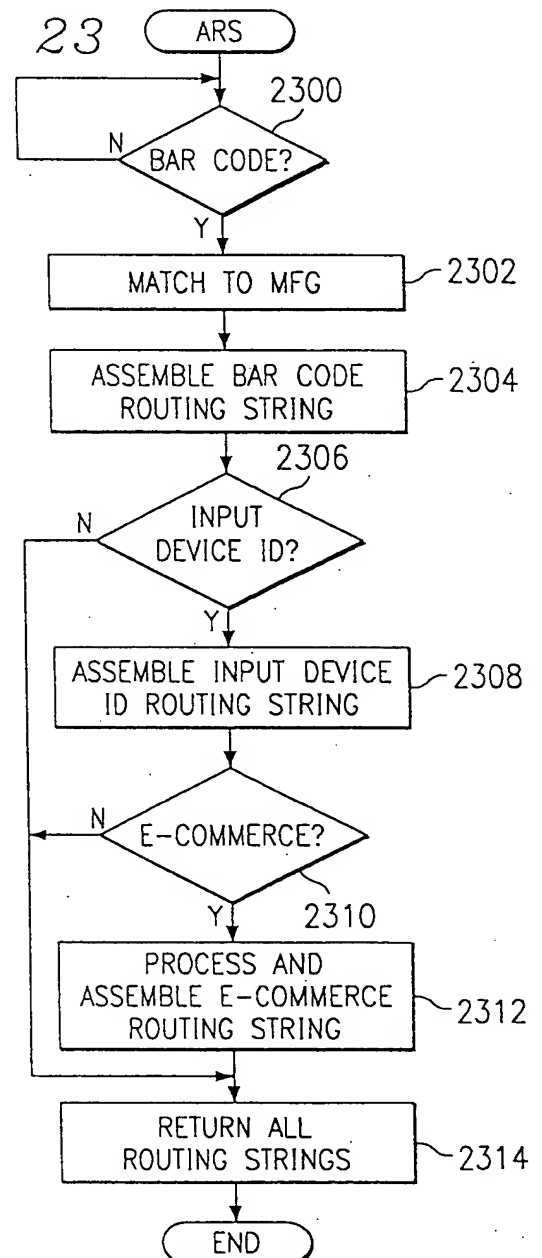 23
ARS
2300
N
BAR CODE?
Y
MATCH TO MFG
2302
ASSEMBLE BAR CODE
ROUTING STRING
2304
2306
N
INPUT
DEVICE ID?
Y
ASSEMBLE INPUT DEVICE
ID ROUTING STRING
2308
N
E-COMMERCE?
2310
Y
PROCESS AND
ASSEMBLE E-COMMERCE
ROUTING STRING
2312
RETURN ALL
ROUTING STRINGS
2314
END